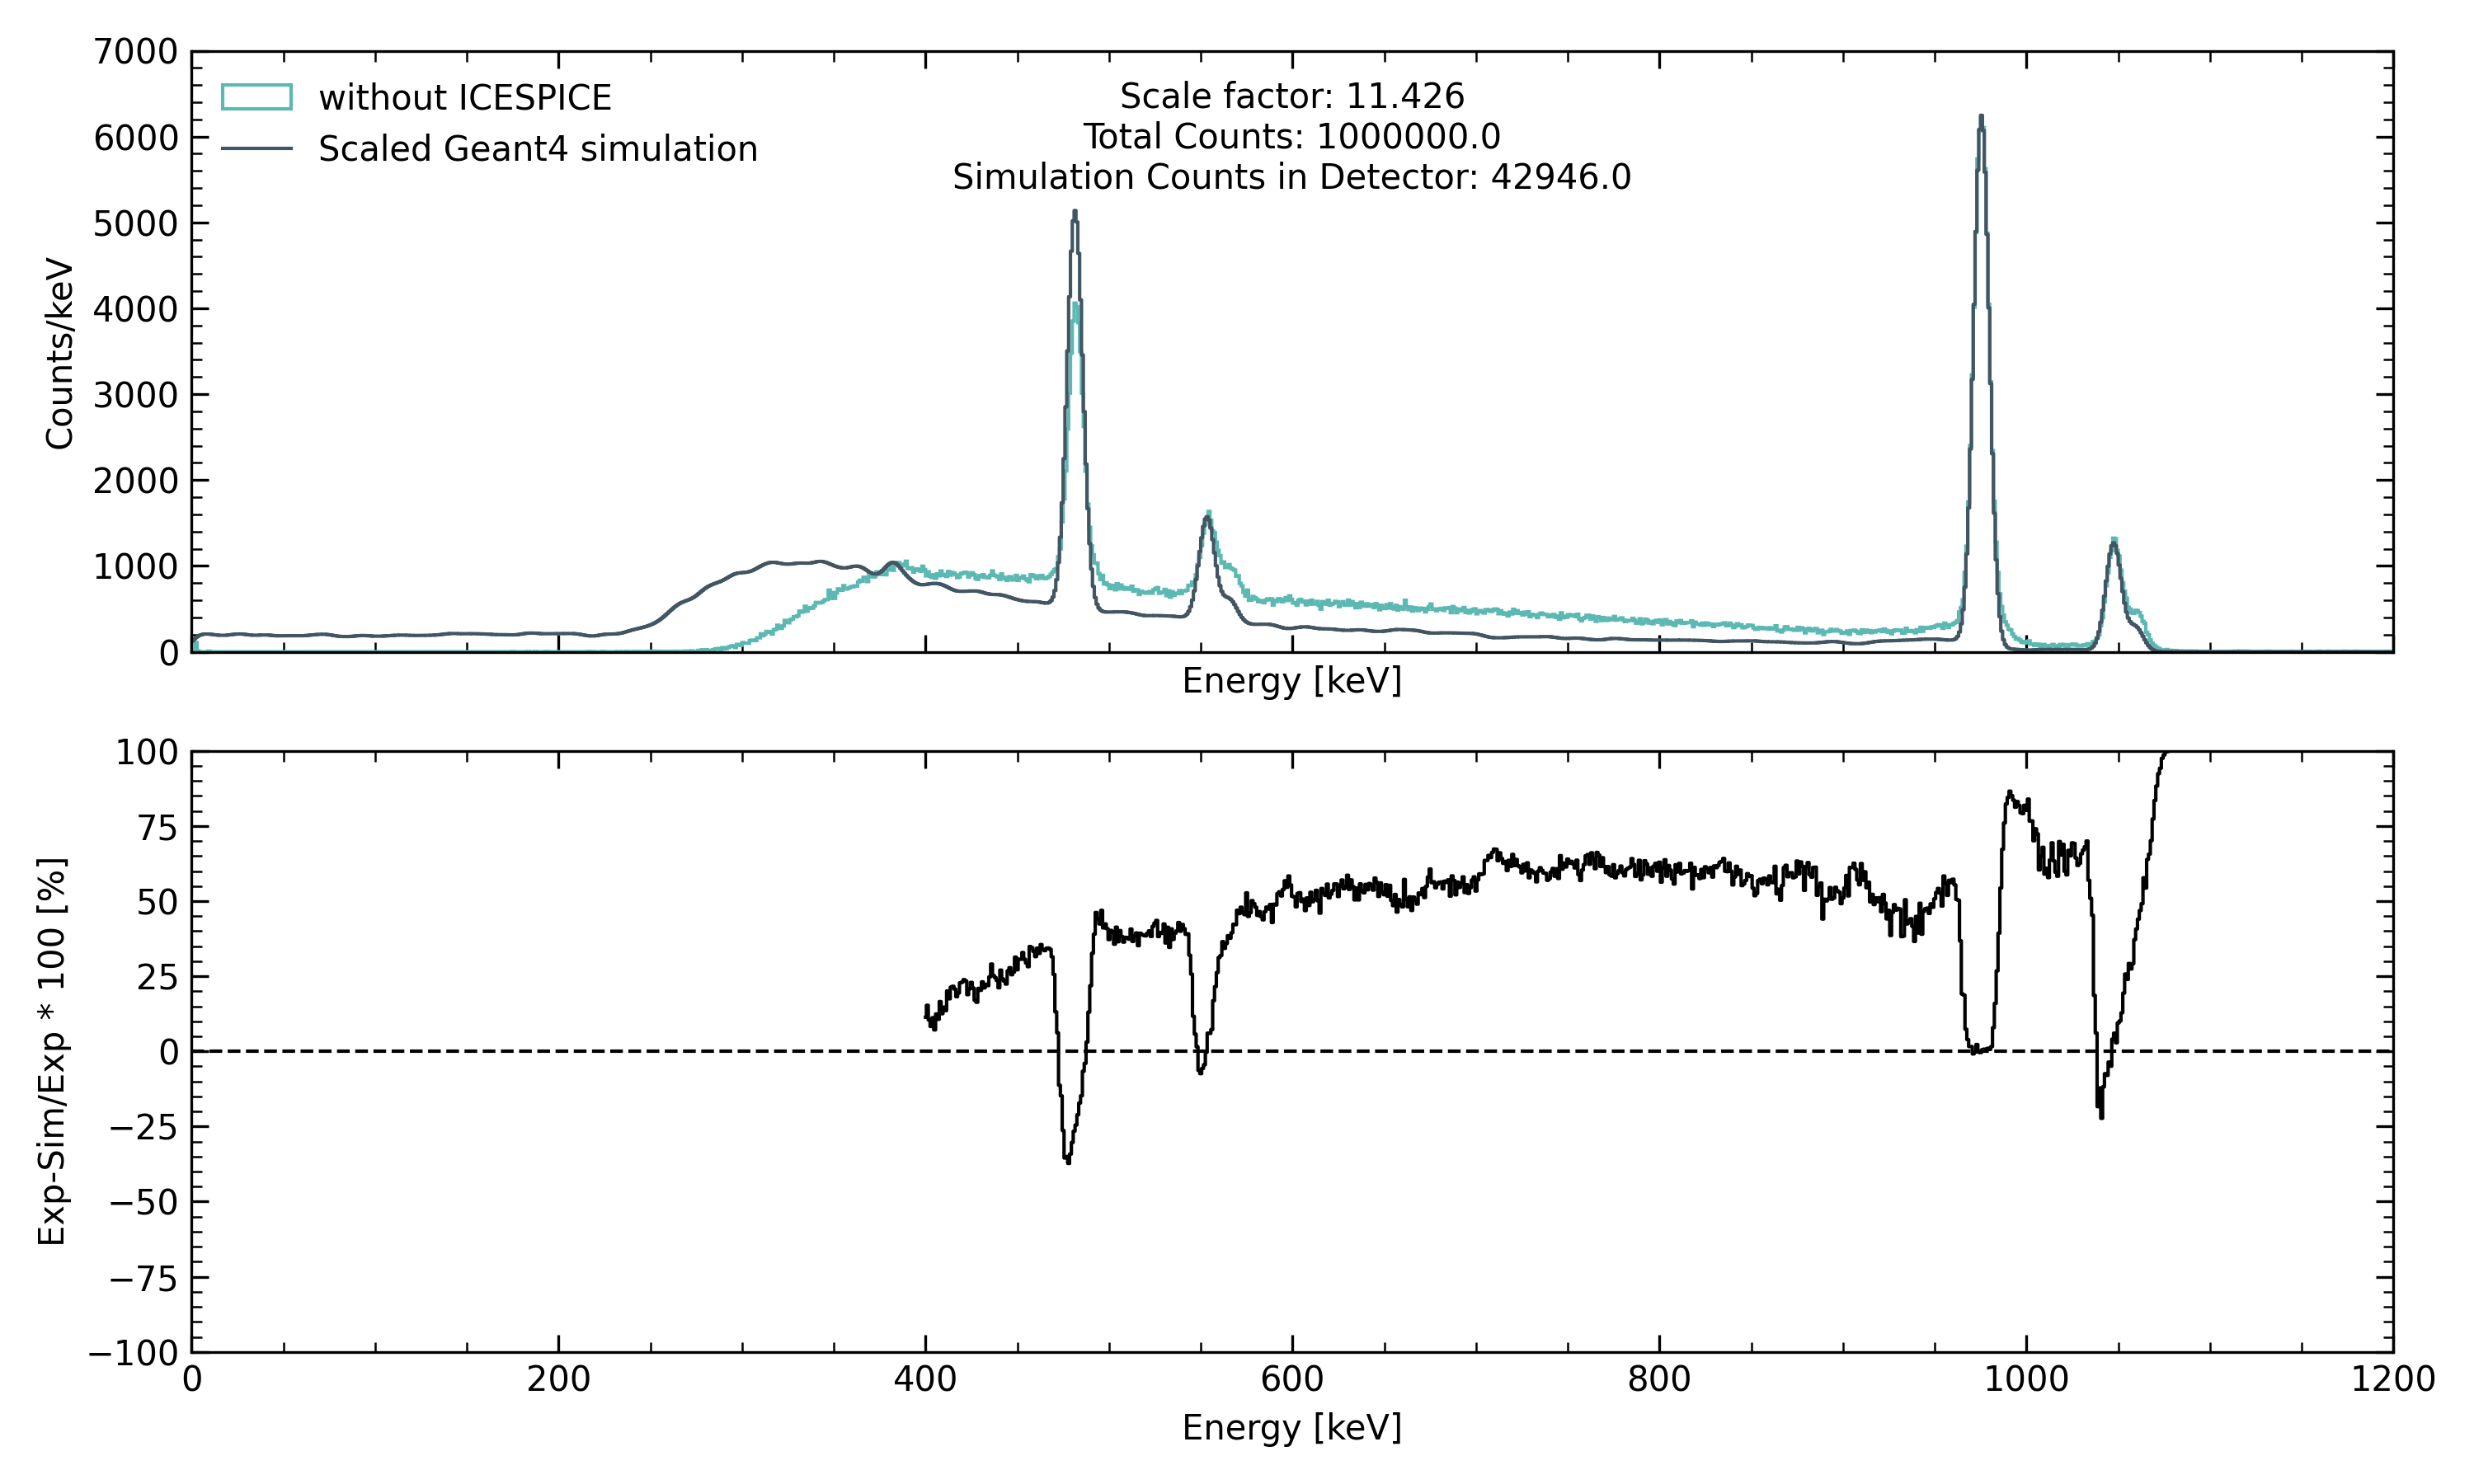 7000
6000
5000
4000
3000
2000
1000
0
Counts/keV
without ICESPICE
Scaled Geant4 simulation
Scale factor: 11.426
Total Counts: 1000000.0
Simulation Counts in Detector: 42946.0
Energy [keV]
100
75
50
25
0
−25
−50
−75
−100
Exp-Sim/Exp * 100 [%]
0 200 400 600 800 1000 1200
Energy [keV]